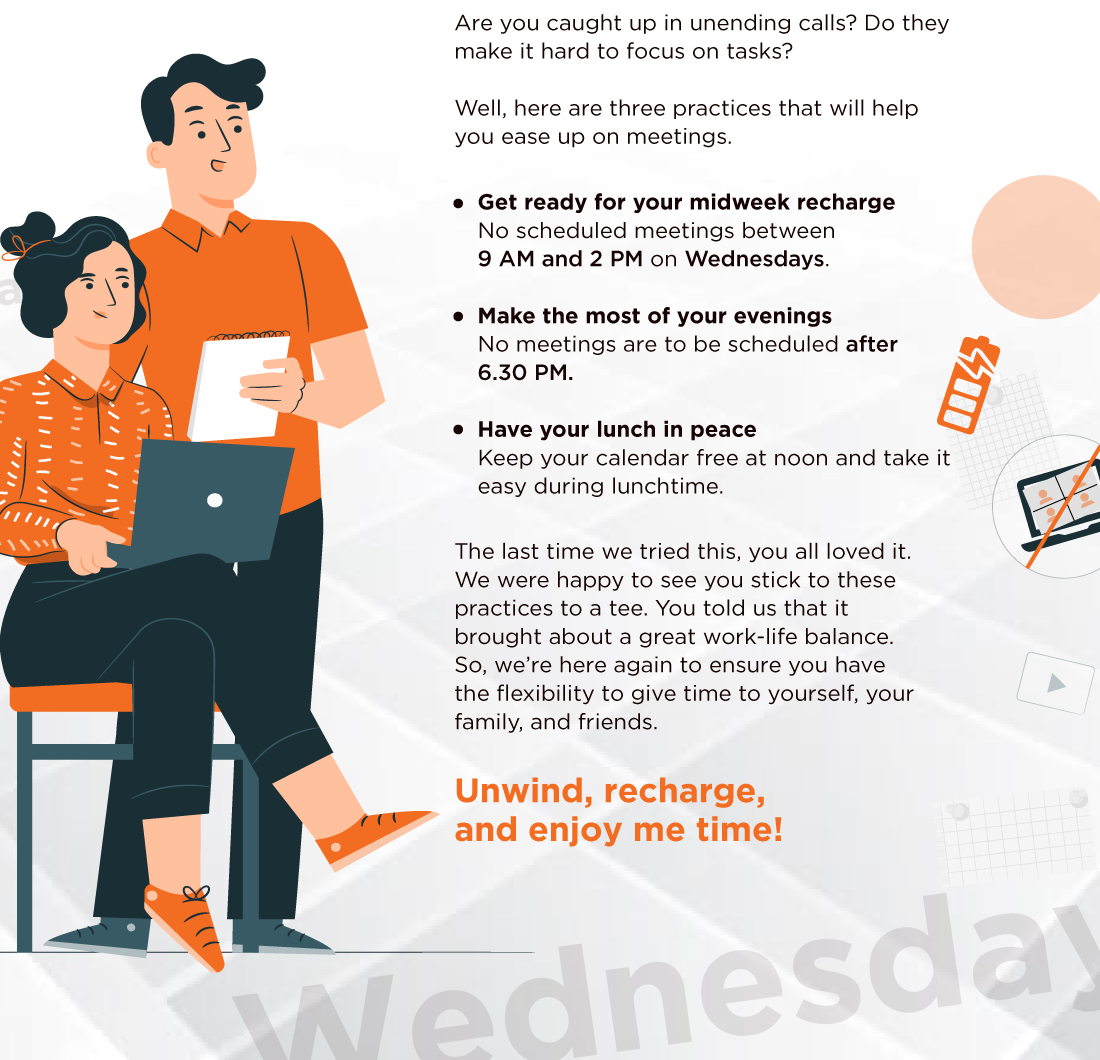 Are you caught up in unending calls? Do they
make it hard to focus on tasks?
Well, here are three practices that will help
you ease up on meetings.
• Get ready for your midweek recharge
No scheduled meetings between
9 AM and 2 PM on Wednesdays.
• Make the most of your evenings
No meetings are to be scheduled after
6.30 PM.
• Have your lunch in peace
Keep your calendar free at noon and take it
easy during lunchtime.
The last time we tried this, you all loved it.
We were happy to see you stick to these
practices to a tee. You told us that it
brought about a great work-life balance.
So, we’re here again to ensure you have
the flexibility to give time to yourself, your
family, and friends.
Unwind, recharge,
and enjoy me time!
Wednesday